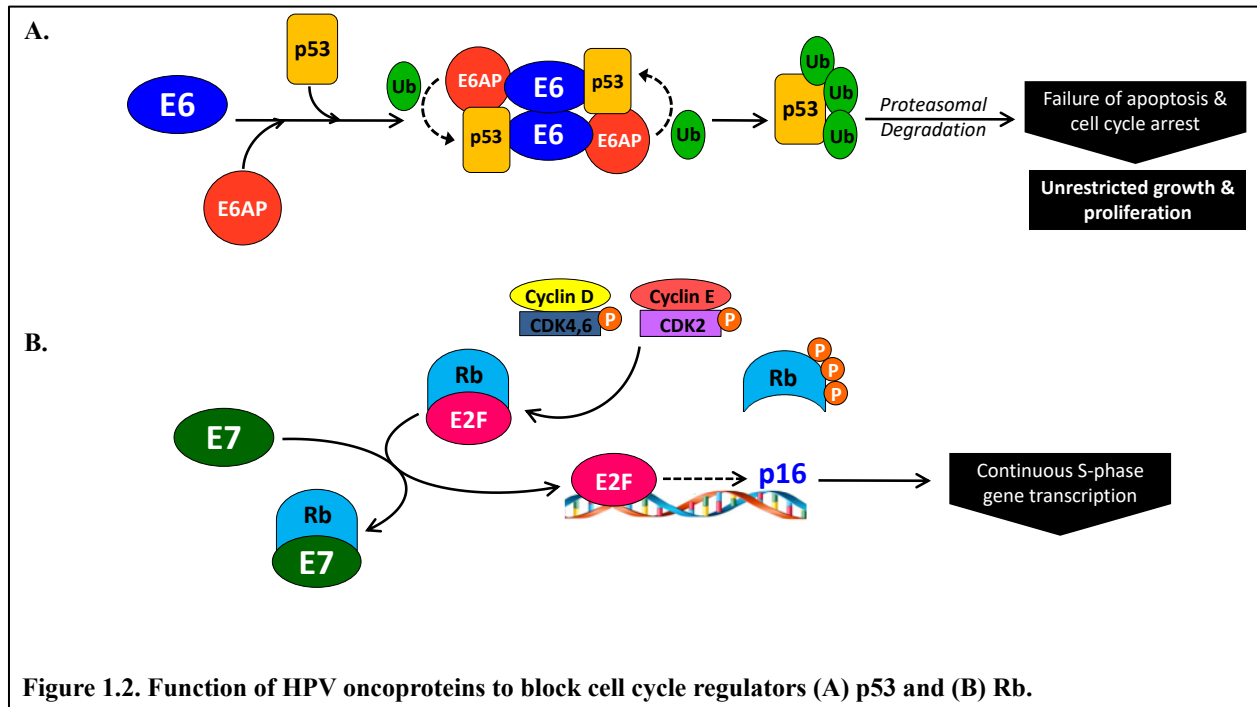 A.
p53
E6
E6AP
Ub
E6AP
E6
p53
p53
E6
E6AP
Ub
p53
Ub
Ub
Ub
Proteasomal
Degradation
Failure of apoptosis &
cell cycle arrest
Unrestricted growth &
proliferation
B.
Cyclin D
CDK4,6
P
Cyclin E
CDK2
P
Rb
E2F
Rb
P
P
P
E7
Rb
E7
E2F
p16
Continuous S-phase
gene transcription
Figure 1.2. Function of HPV oncoproteins to block cell cycle regulators (A) p53 and (B) Rb.